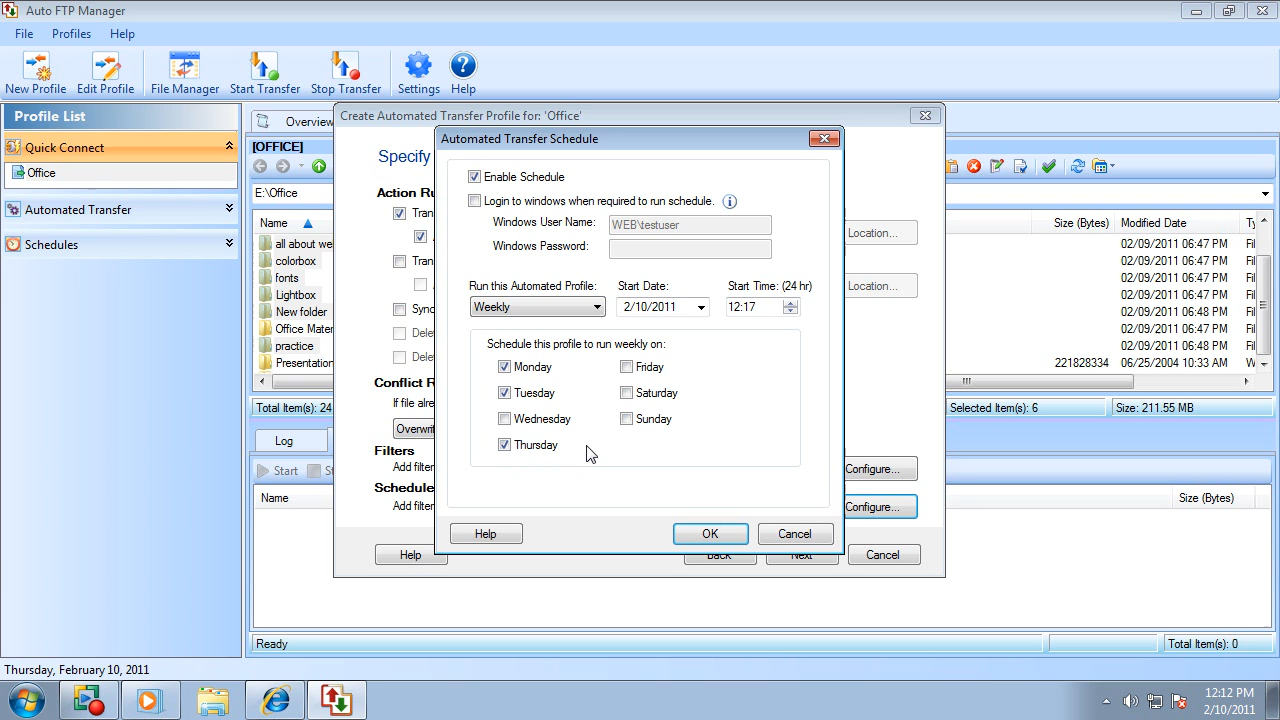 Auto FTP Manager
File Profiles Help
New Profile Edit Profile File Manager Start Transfer Stop Transfer Settings Help
Profile List
Quick Connect
Office
Automated Transfer
Schedules
Overview
[OFFICE]
E:\Office
Name
all about we
colorbox
fonts
Lightbox
New folder
Office Mater
practice
Presentation
Total Item(s): 24
Log
Start
Name
Ready
Create Automated Transfer Profile for: 'Office'
Specify
Action Ru
Tran
Tran
Sync
Delet
Delet
Conflict R
If file alre
Overwrit
Filters
Add filter
Schedule
Add filter
Location...
Location...
Configure...
Configure...
Help Back Next Cancel
Automated Transfer Schedule
Enable Schedule
Login to windows when required to run schedule.
Windows User Name: WEB\testuser
Windows Password:
Run this Automated Profile: Start Date: Start Time: (24 hr)
Weekly 2/10/2011 12:17
Schedule this profile to run weekly on:
Monday Friday
Tuesday Saturday
Wednesday Sunday
Thursday
Help OK Cancel
Size (Bytes) Modified Date Ty
02/09/2011 06:47 PM Fil
02/09/2011 06:47 PM Fil
02/09/2011 06:47 PM Fil
02/09/2011 06:47 PM Fil
02/09/2011 06:48 PM Fil
02/09/2011 06:47 PM Fil
02/09/2011 06:48 PM Fil
221828334 06/25/2004 10:33 AM W
Selected Item(s): 6 Size: 211.55 MB
Size (Bytes)
Total Item(s): 0
Thursday, February 10, 2011
12:12 PM
2/10/2011